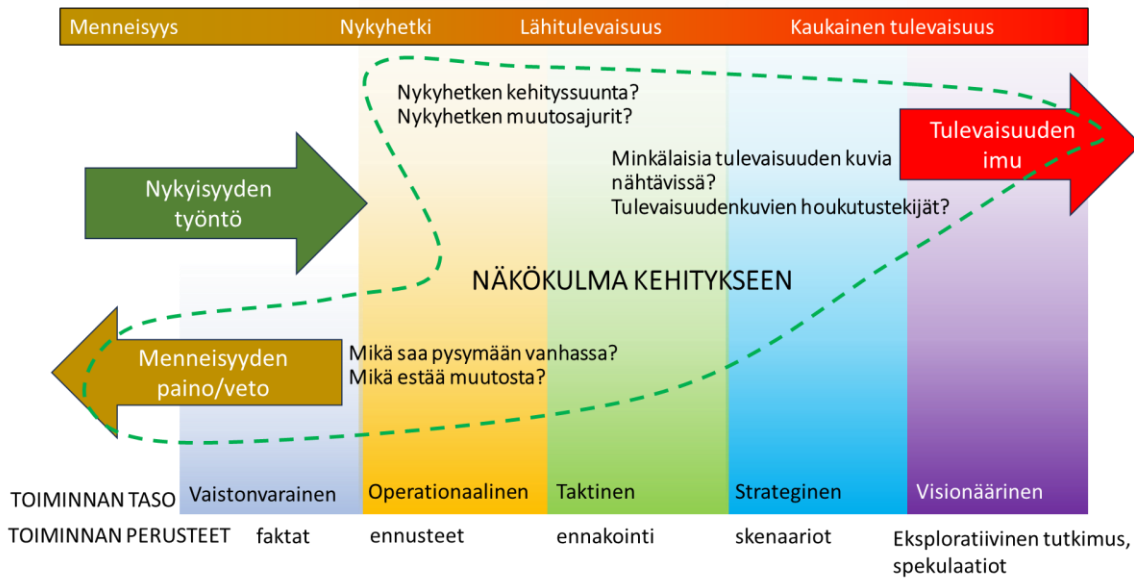 Menneisyys Nykyhetki Lähitulevaisuus Kaukainen tulevaisuus
Nykyhetken kehityssuunta?
Nykyhetken muutosajurit?
Tulevaisuuden
imu
Minkälaisia tulevaisuuden kuvia
nähtävissä?
Tulevaisuudenkuvien houkutustekijät?
Nykyisyyden
työntö
NÄKÖKULMA KEHITYKSEEN
Menneisyyden
paino/veto
Mikä saa pysymään vanhassa?
Mikä estää muutosta?
TOIMINNAN TASO Vaistonvarainen Operationaalinen Taktinen Strateginen Visionäärinen
TOIMINNAN PERUSTEET faktat ennusteet ennakointi skenaariot Eksploratiivinen tutkimus,
spekulaatiot